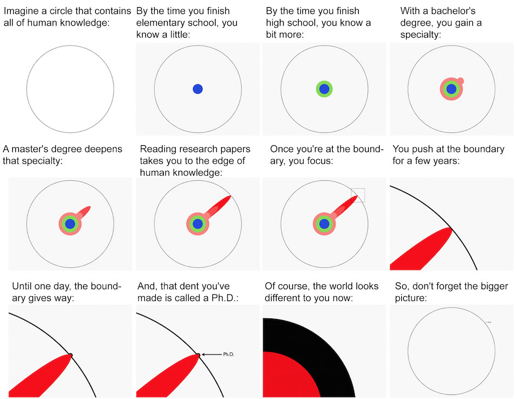 Imagine a circle that contains
all of human knowledge:
By the time you finish
elementary school, you
know a little:
By the time you finish
high school, you know a
bit more:
With a bachelor's
degree, you gain a
specialty:
A master's degree deepens
that specialty:
Reading research papers
takes you to the edge of
human knowledge:
Once you're at the bound-
ary, you focus:
You push at the boundary
for a few years:
Until one day, the bound-
ary gives way:
And, that dent you've
made is called a Ph.D.:
Ph.D.
Of course, the world looks
different to you now:
So, don't forget the bigger
picture: